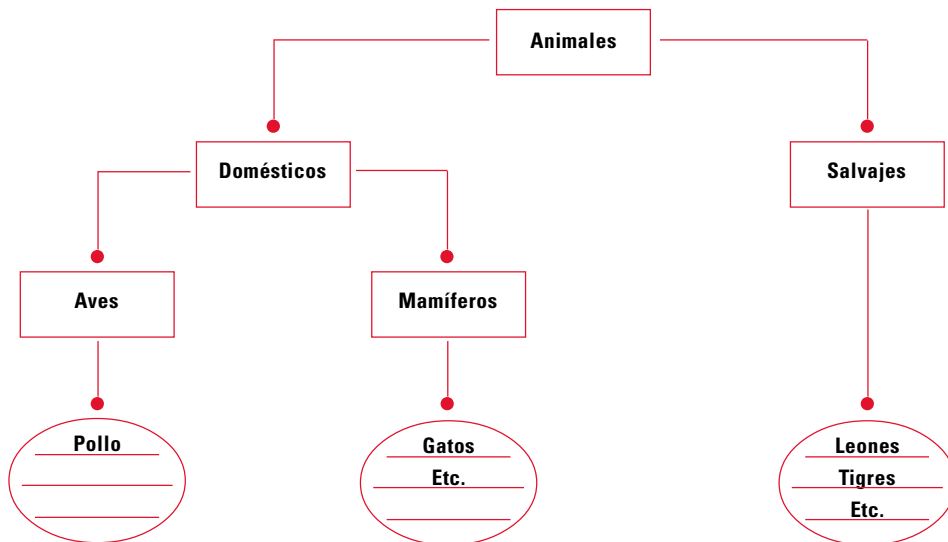 Animales
Domésticos
Salvajes
Aves
Mamíferos
Pollo
Gatos
Etc.
Leones
Tigres
Etc.